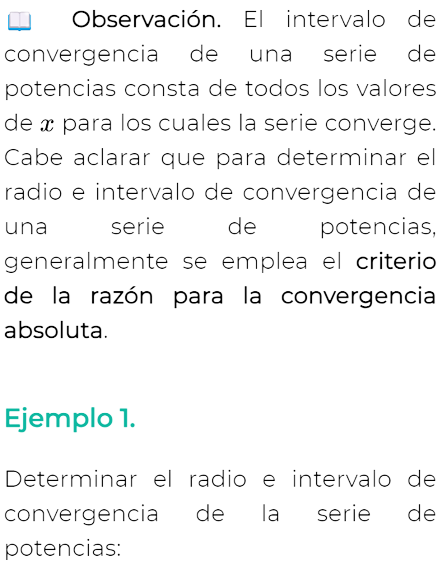 📖 Observación. El intervalo de
convergencia de una serie de
potencias consta de todos los valores
de x para los cuales la serie converge.
Cabe aclarar que para determinar el
radio e intervalo de convergencia de
una serie de potencias,
generalmente se emplea el criterio
de la razón para la convergencia
absoluta.
Ejemplo 1.
Determinar el radio e intervalo de
convergencia de la serie de
potencias: